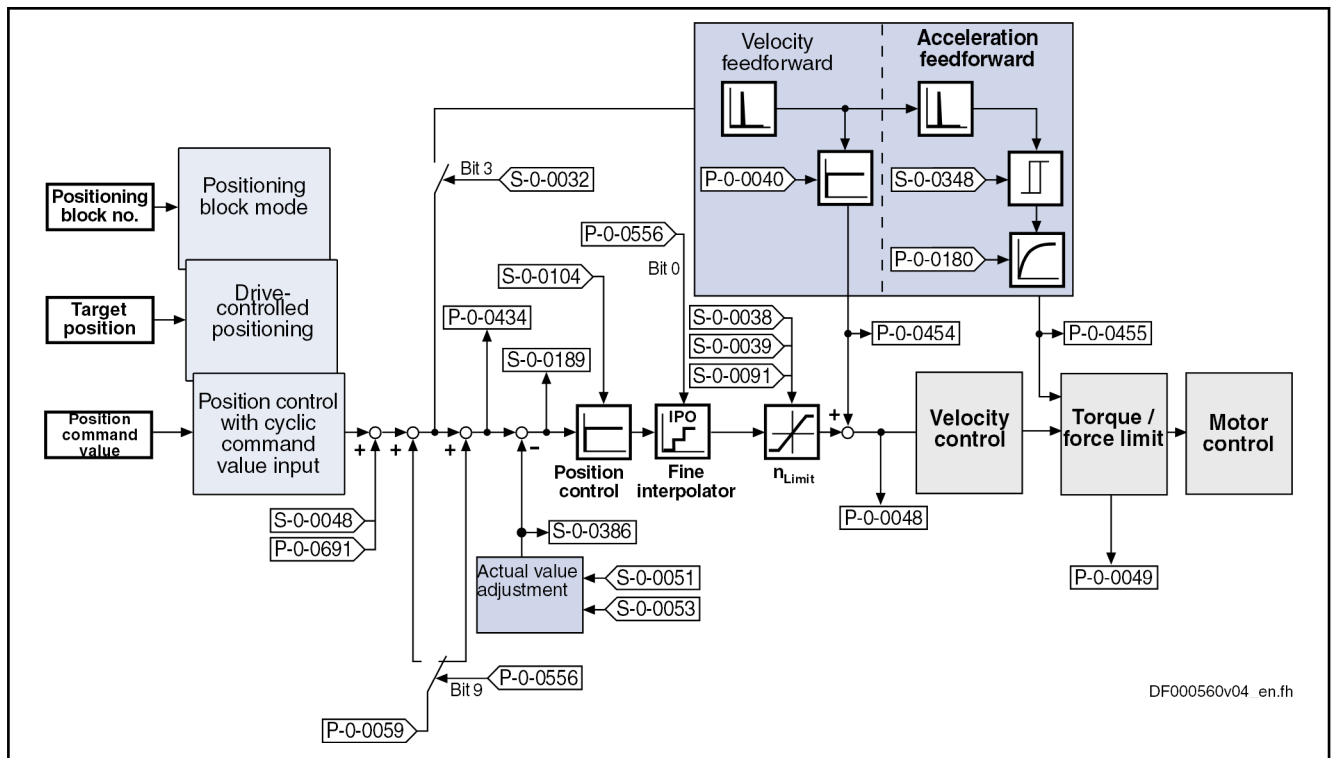 Velocity
feedforward
Acceleration
feedforward
Positioning
block no.
Positioning
block mode
Bit 3
S-0-0032
P-0-0040
S-0-0348
P-0-0556
Bit 0
P-0-0180
Target
position
Drive-
controlled
positioning
S-0-0104
P-0-0434
S-0-0038
S-0-0039
S-0-0091
P-0-0454
P-0-0455
S-0-0189
Position
command
value
Position control
with cyclic
command
value input
+
+
+
–
IPO
+
Position
control
Fine
interpolator
nLimit
Velocity
control
Torque /
force limit
Motor
control
S-0-0048
P-0-0691
S-0-0386
P-0-0048
Actual value
adjustment
S-0-0051
S-0-0053
P-0-0049
Bit 9
P-0-0556
P-0-0059
DF000560v04_en.fh